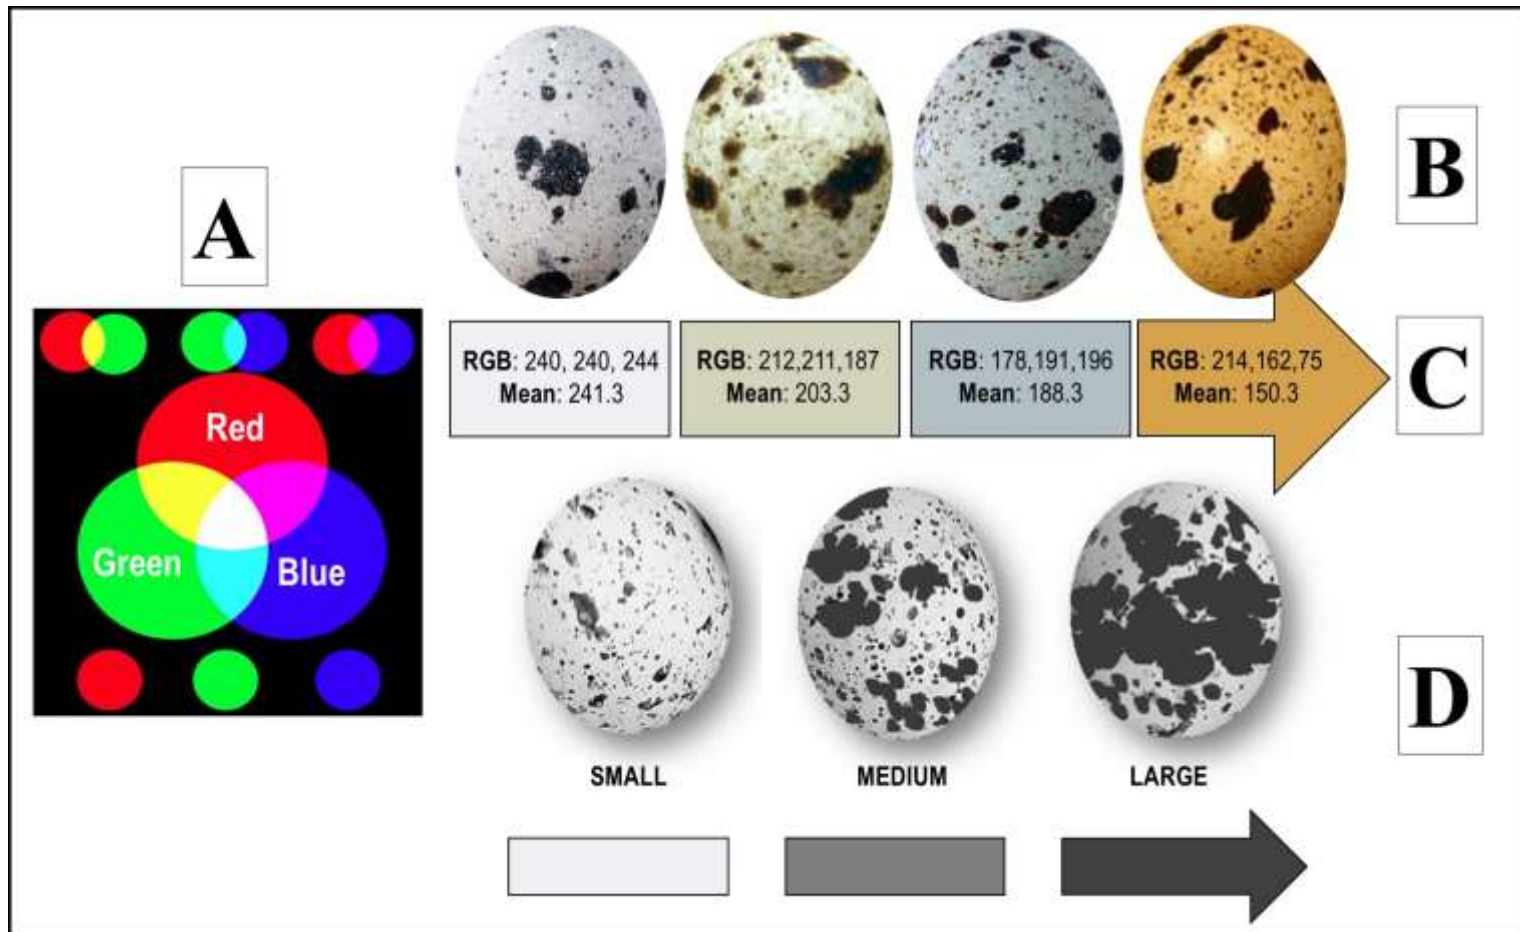 A
B
Red
Green
Blue
RGB: 240, 240, 244
Mean: 241.3
RGB: 212,211,187
Mean: 203.3
RGB: 178,191,196
Mean: 188.3
RGB: 214,162,75
Mean: 150.3
C
SMALL
MEDIUM
LARGE
D